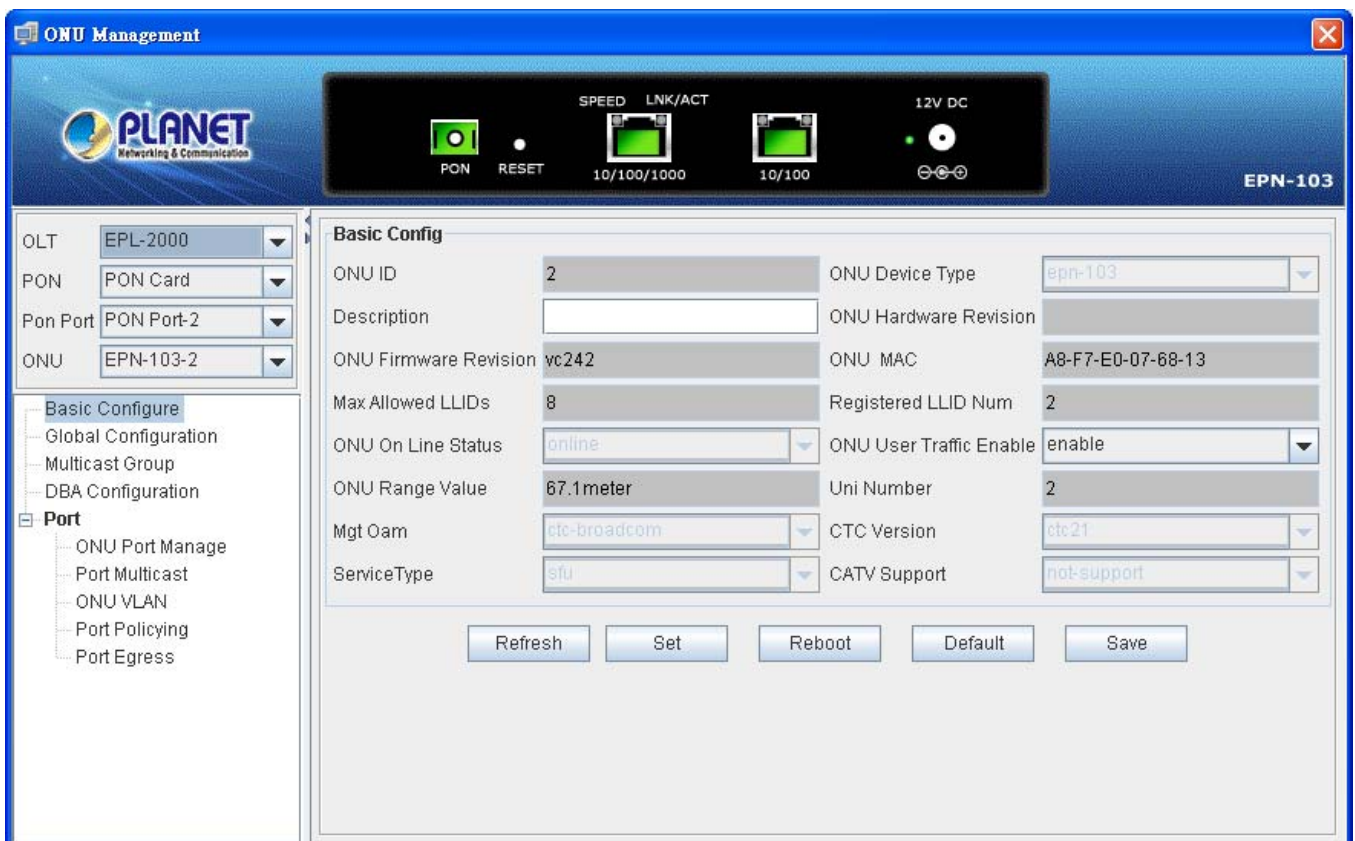 ONU Management
PLANET
Networking & Communication
SPEED LNK/ACT
12V DC
PON
RESET
10/100/1000
10/100
EPN-103
OLT EPL-2000
PON PON Card
Pon Port PON Port-2
ONU EPN-103-2
Basic Configure
Global Configuration
Multicast Group
DBA Configuration
Port
ONU Port Manage
Port Multicast
ONU VLAN
Port Policying
Port Egress
Basic Config
ONU ID 2 ONU Device Type epn-103
Description ONU Hardware Revision
ONU Firmware Revision vc242 ONU MAC A8-F7-E0-07-68-13
Max Allowed LLIDs 8 Registered LLID Num 2
ONU On Line Status online ONU User Traffic Enable enable
ONU Range Value 67.1meter Uni Number 2
Mgt Oam ctc-broadcom CTC Version ctc21
ServiceType sfu CATV Support not-support
Refresh Set Reboot Default Save